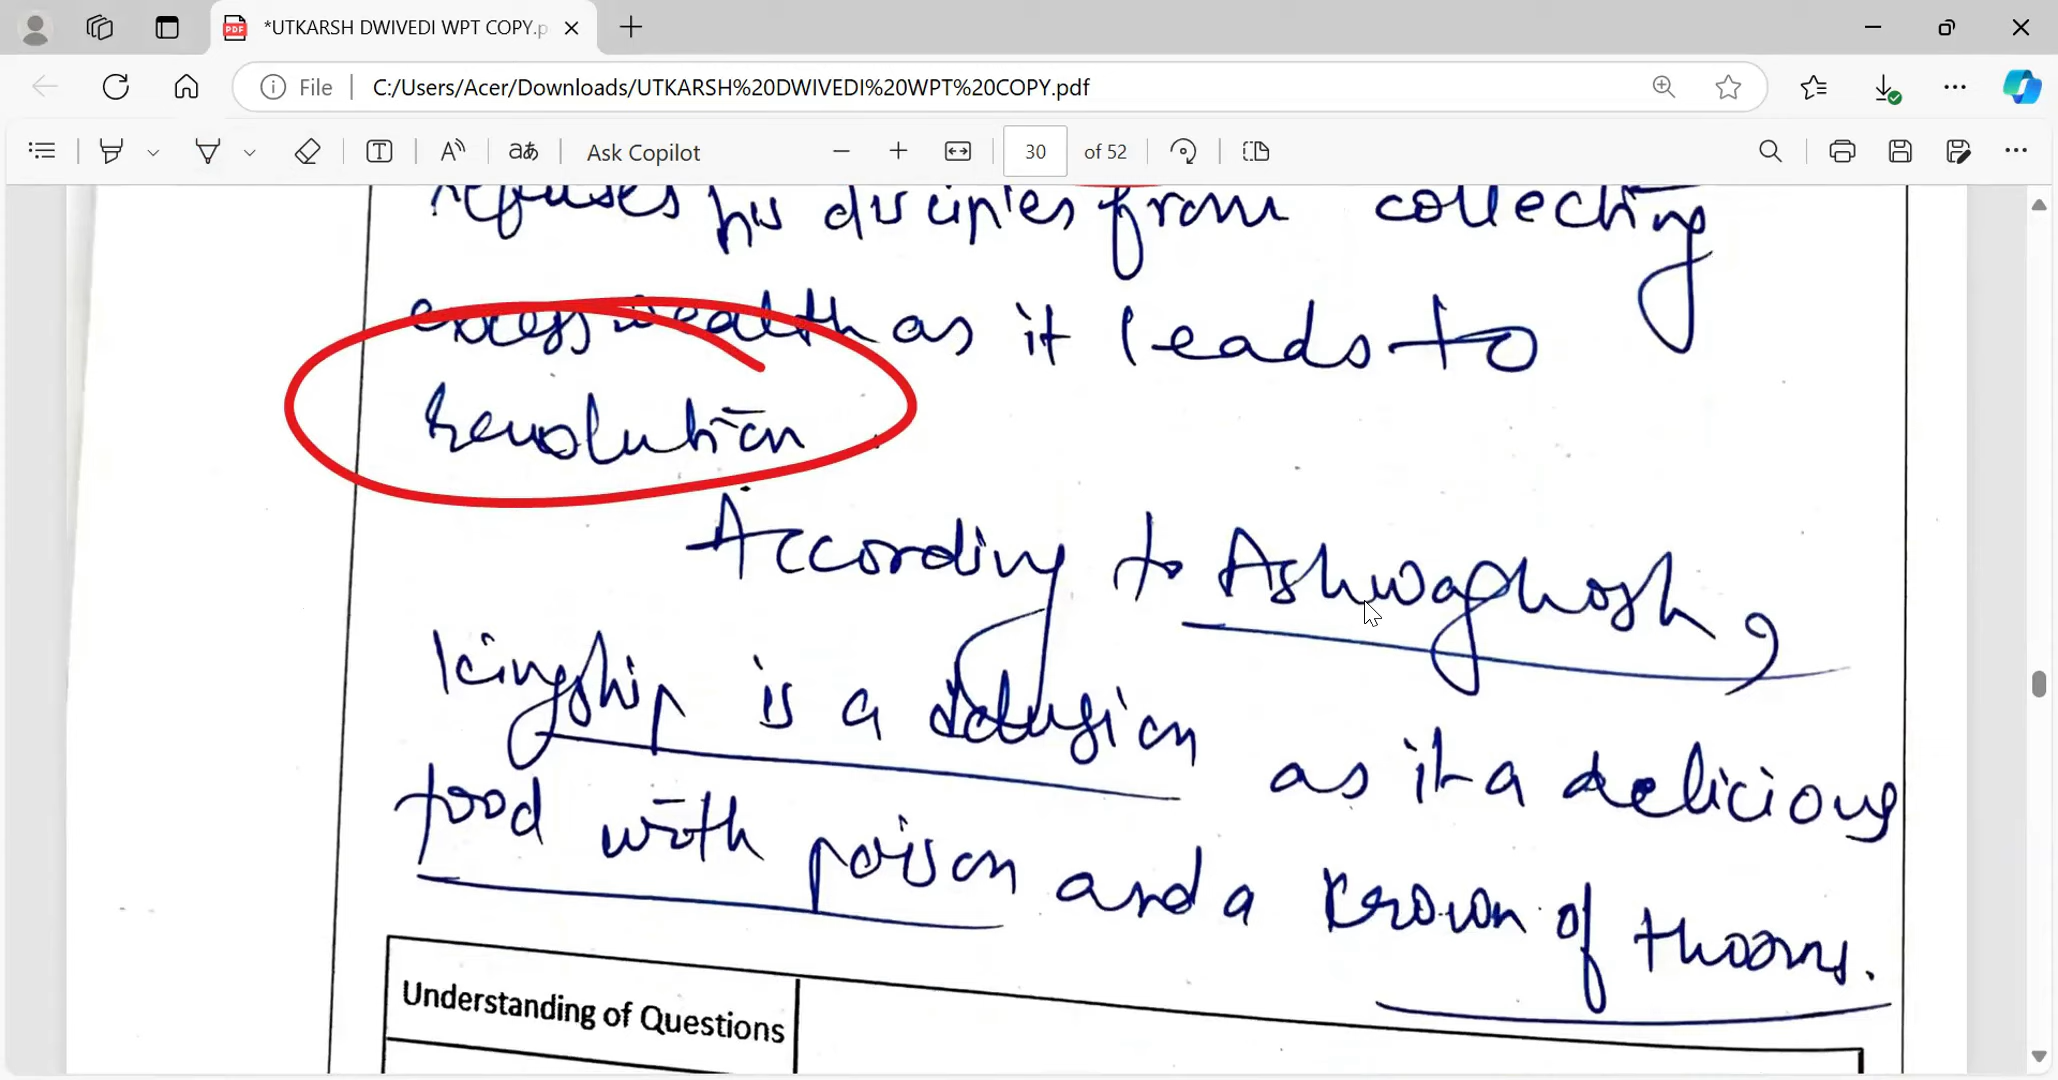 *UTKARSH DWIVEDI WPT COPY.p
File C:/Users/Acer/Downloads/UTKARSH%20DWIVEDI%20WPT%20COPY.pdf
Ask Copilot 30 of 52
refuses his disciples from collecting
excess wealth as it leads to
revolution.
According to Ashwaghosh,
kingship is a delusion as it a delicious
food with poison and a crown of thorns.
Understanding of Questions